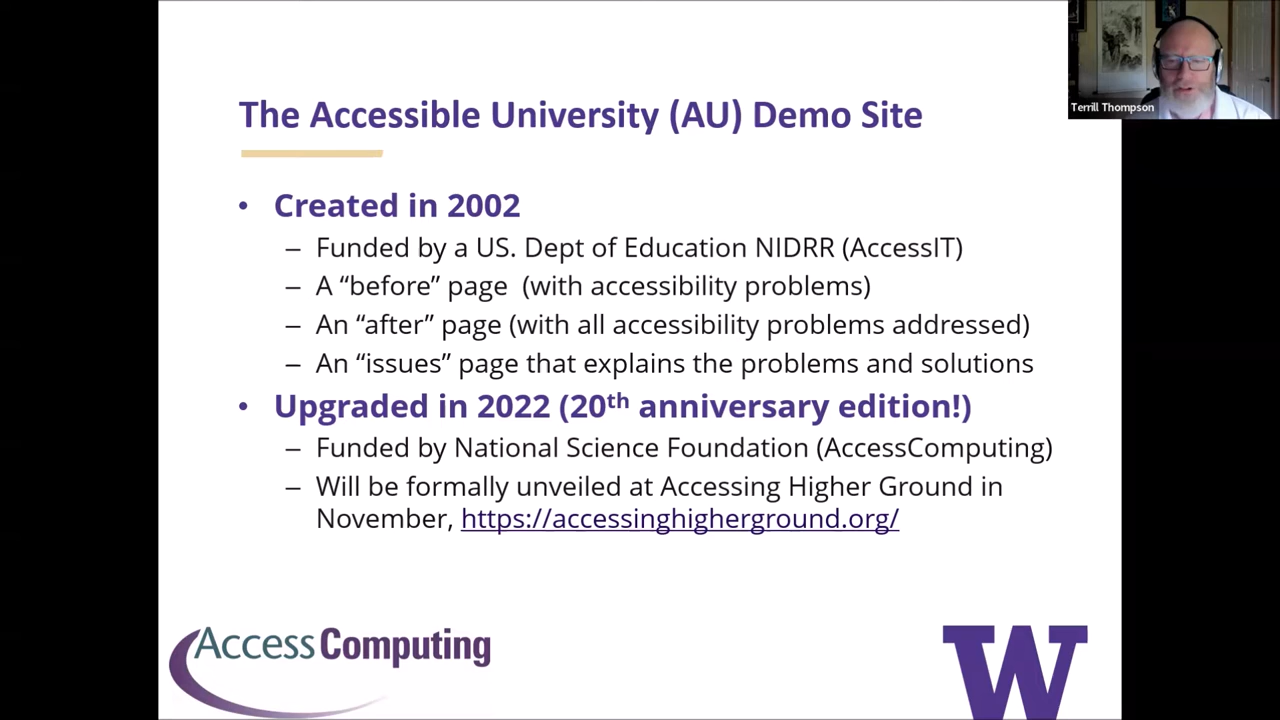 The Accessible University (AU) Demo Site
Terrill Thompson
• Created in 2002
– Funded by a US. Dept of Education NIDRR (AccessIT)
– A “before” page  (with accessibility problems)
– An “after” page (with all accessibility problems addressed)
– An “issues” page that explains the problems and solutions
• Upgraded in 2022 (20th anniversary edition!)
– Funded by National Science Foundation (AccessComputing)
– Will be formally unveiled at Accessing Higher Ground in
November, https://accessinghigherground.org/
AccessComputing
W